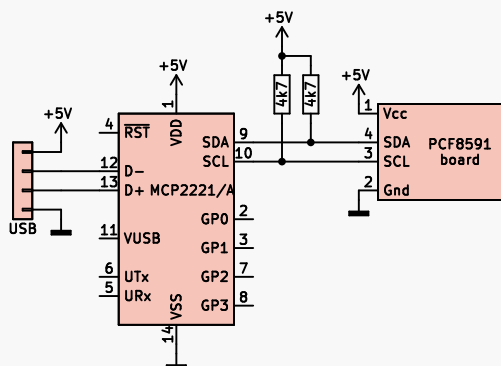 +5V
+5V
+5V
+5V
4k7
4k7
1
4
RST
VDD
SDA
9
SCL
10
12
D-
13
D+
MCP2221/A
GP0
2
11
VUSB
GP1
3
6
UTx
GP2
7
5
URx
GP3
8
VSS
14
USB
1
Vcc
4
SDA
3
SCL
2
Gnd
PCF8591
board